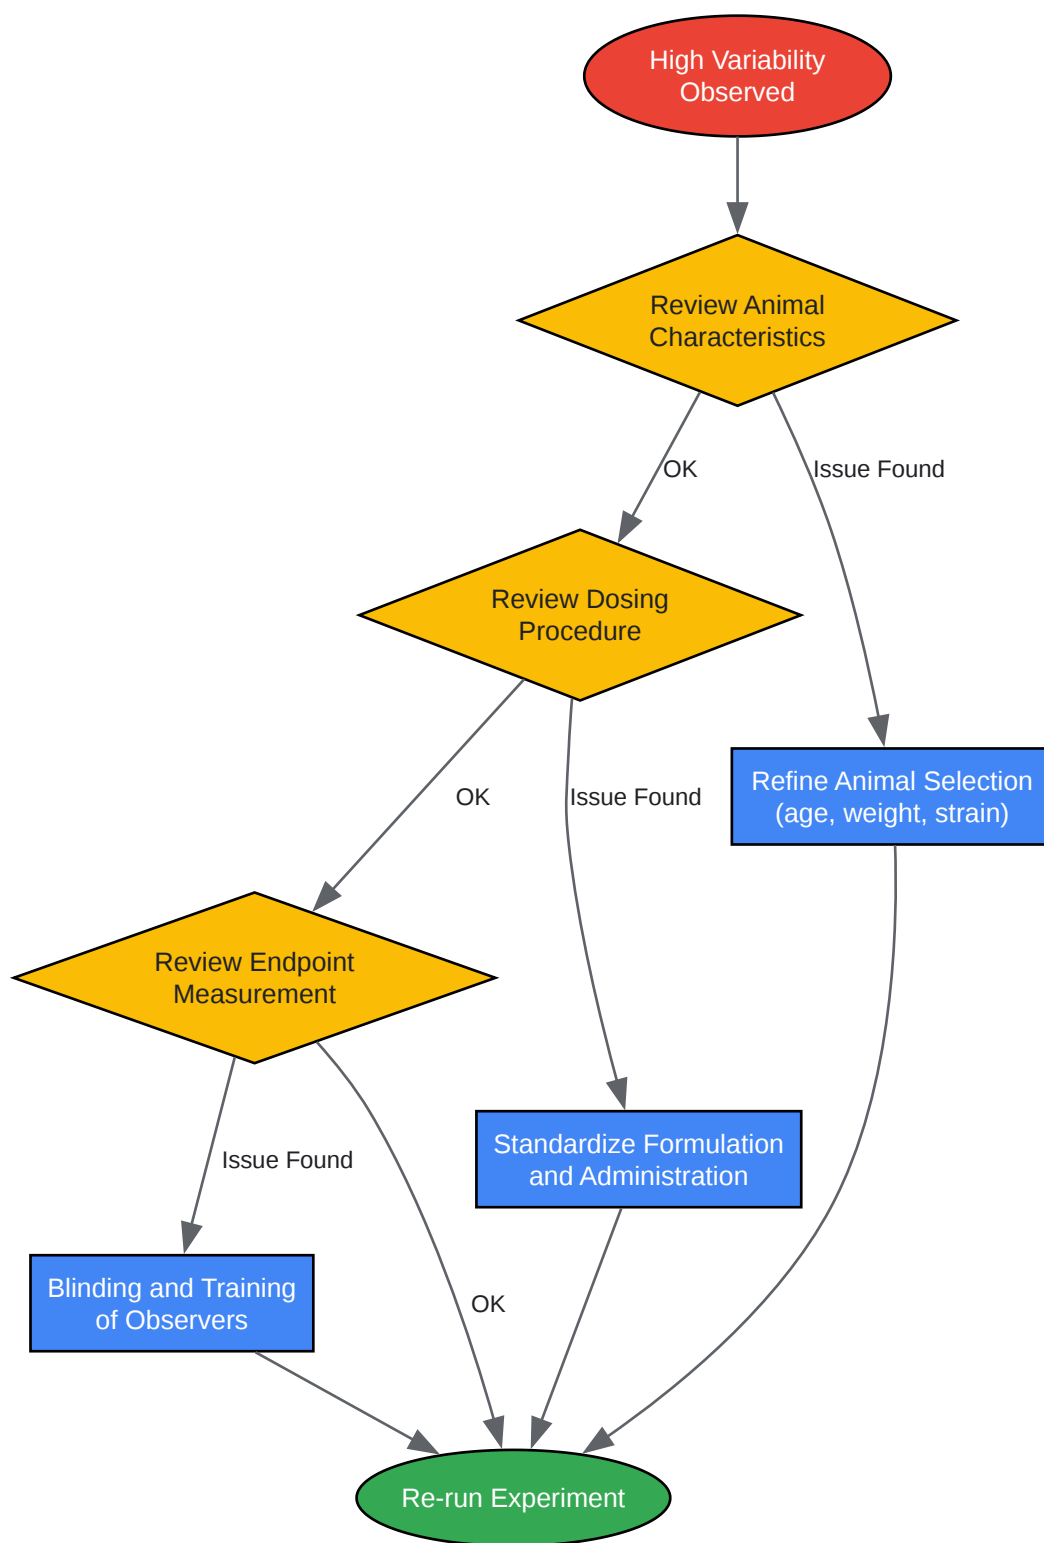 High Variability
Observed
Review Animal
Characteristics
OK
Issue Found
Review Dosing
Procedure
OK
Issue Found
Refine Animal Selection
(age, weight, strain)
Review Endpoint
Measurement
Issue Found
Standardize Formulation
and Administration
Blinding and Training
of Observers
OK
Re-run Experiment